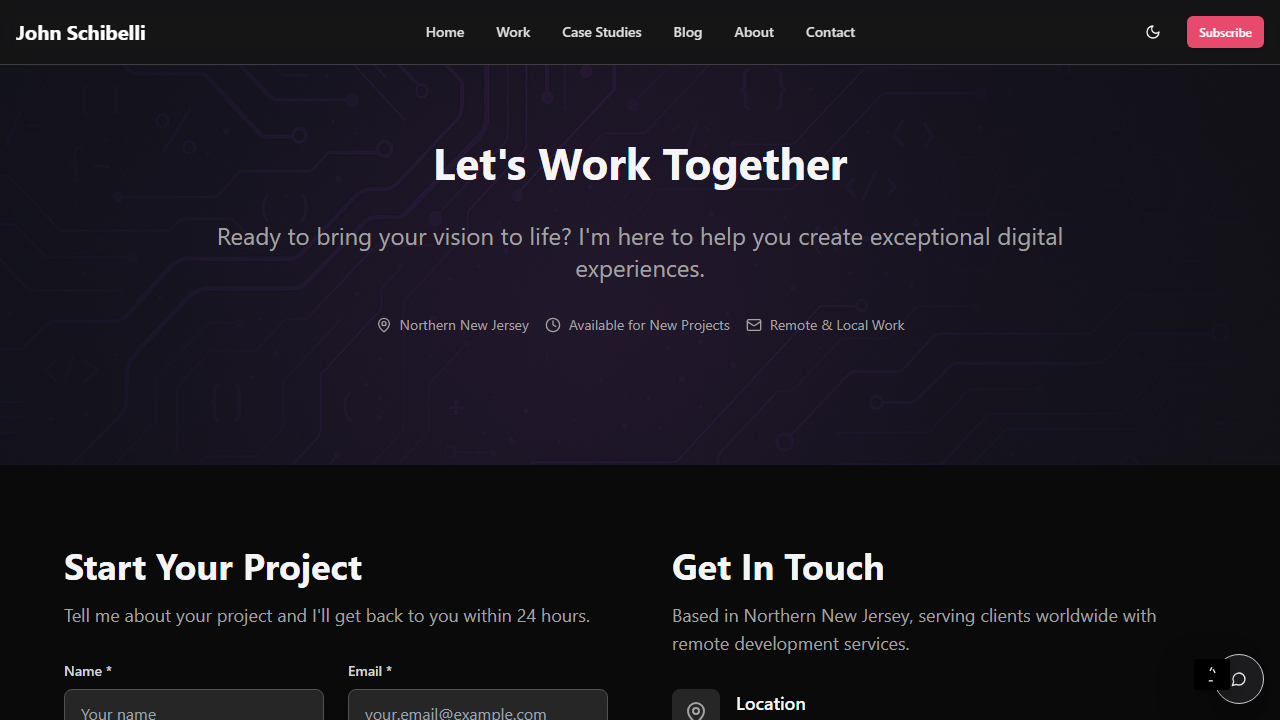 John Schibelli
Home
Work
Case Studies
Blog
About
Contact
Subscribe
Let's Work Together
Ready to bring your vision to life? I'm here to help you create exceptional digital
experiences.
Northern New Jersey
Available for New Projects
Remote & Local Work
Start Your Project
Tell me about your project and I'll get back to you within 24 hours.
Name *
Email *
Your name
your.email@example.com
Get In Touch
Based in Northern New Jersey, serving clients worldwide with
remote development services.
Location